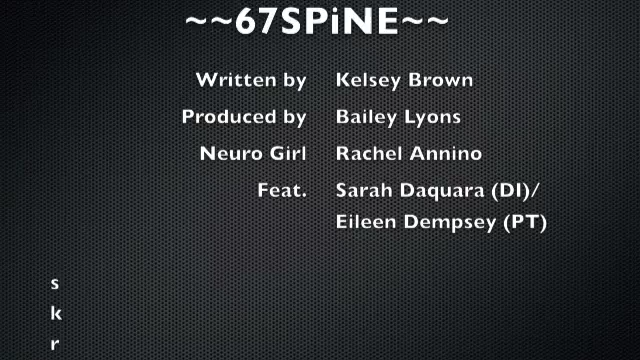 ~~67SPiNE~~
Written by Kelsey Brown
Produced by Bailey Lyons
Neuro Girl Rachel Annino
Feat. Sarah Daquara (DI)/
Eileen Dempsey (PT)
s
k
r